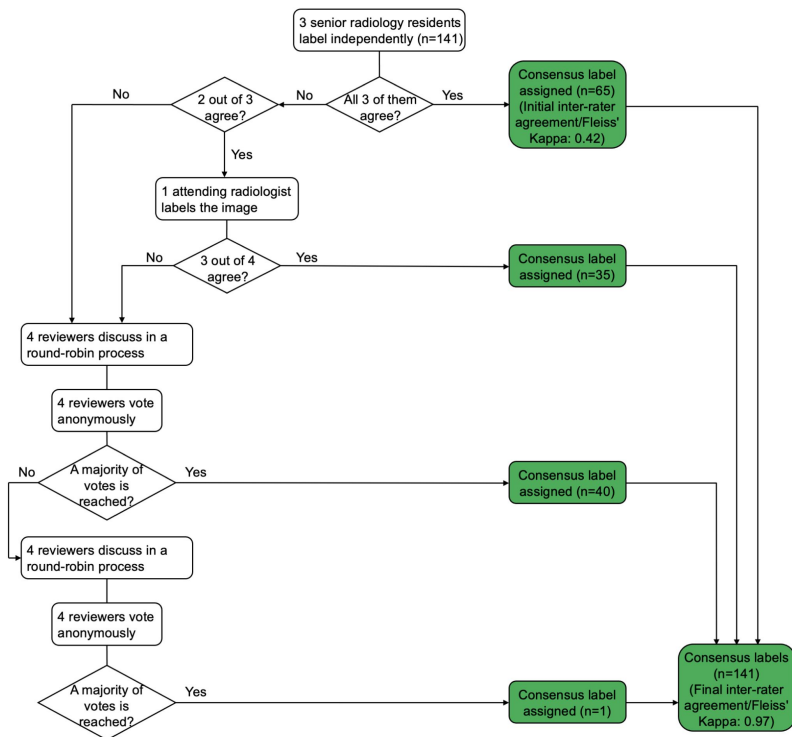 3 senior radiology residents
label independently (n=141)
All 3 of them
agree?
No
Yes
2 out of 3
agree?
No
Yes
Consensus label
assigned (n=65)
(Initial inter-rater
agreement/Fleiss'
Kappa: 0.42)
1 attending radiologist
labels the image
3 out of 4
agree?
No
Yes
Consensus label
assigned (n=35)
4 reviewers discuss in a
round-robin process
4 reviewers vote
anonymously
A majority of
votes is
reached?
No
Yes
Consensus label
assigned (n=40)
4 reviewers discuss in a
round-robin process
4 reviewers vote
anonymously
A majority of
votes is
reached?
Yes
Consensus label
assigned (n=1)
Consensus labels
(n=141)
(Final inter-rater
agreement/Fleiss'
Kappa: 0.97)